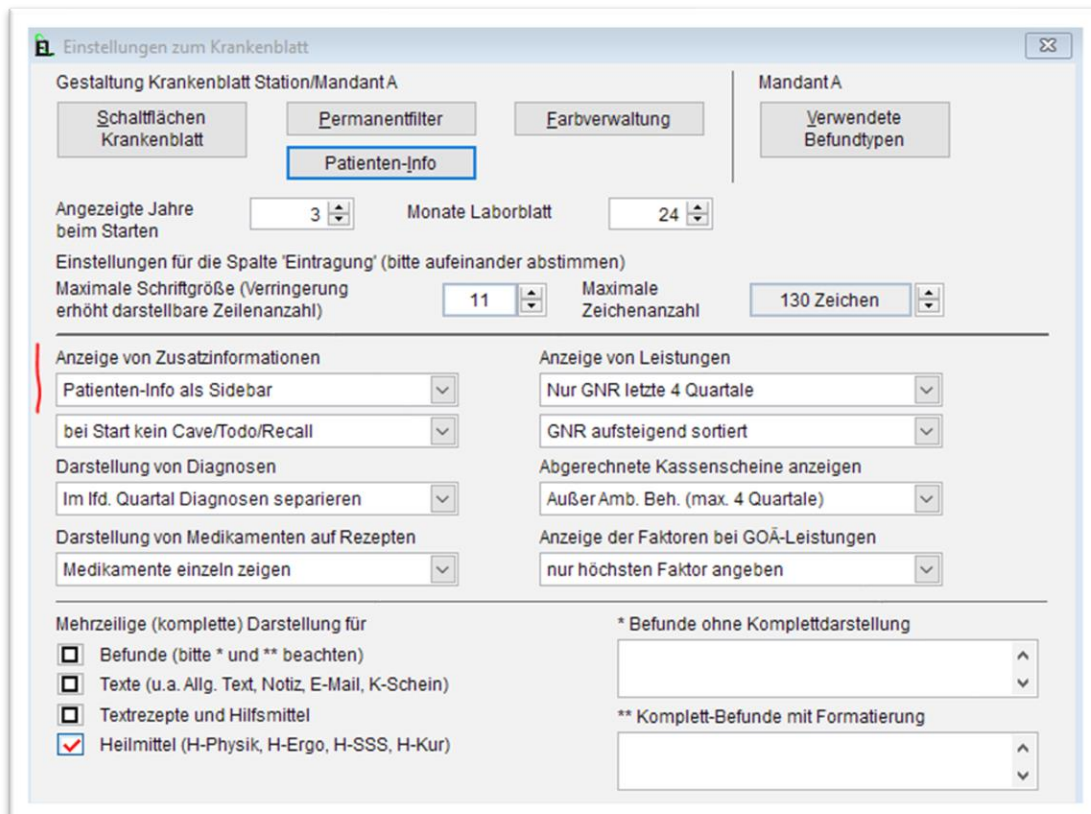 EL Einstellungen zum Krankenblatt
Gestaltung Krankenblatt Station/Mandant A
Mandant A
Schaltflächen
Krankenblatt
Permanentfilter
Farbverwaltung
Verwendete
Befundtypen
Patienten-Info
Angezeigte Jahre
beim Starten
3
Monate Laborblatt
24
Einstellungen für die Spalte 'Eintragung' (bitte aufeinander abstimmen)
Maximale Schriftgröße (Verringerung
erhöht darstellbare Zeilenanzahl)
11
Maximale
Zeichenanzahl
130 Zeichen
Anzeige von Zusatzinformationen
Patienten-Info als Sidebar
bei Start kein Cave/Todo/Recall
Anzeige von Leistungen
Nur GNR letzte 4 Quartale
GNR aufsteigend sortiert
Darstellung von Diagnosen
Im lfd. Quartal Diagnosen separieren
Abgerechnete Kassenscheine anzeigen
Außer Amb. Beh. (max. 4 Quartale)
Darstellung von Medikamenten auf Rezepten
Medikamente einzeln zeigen
Anzeige der Faktoren bei GOÄ-Leistungen
nur höchsten Faktor angeben
Mehrzeilige (komplette) Darstellung für
Befunde (bitte * und ** beachten)
Texte (u.a. Allg. Text, Notiz, E-Mail, K-Schein)
Textrezepte und Hilfsmittel
Heilmittel (H-Physik, H-Ergo, H-SSS, H-Kur)
* Befunde ohne Komplettdarstellung
** Komplett-Befunde mit Formatierung